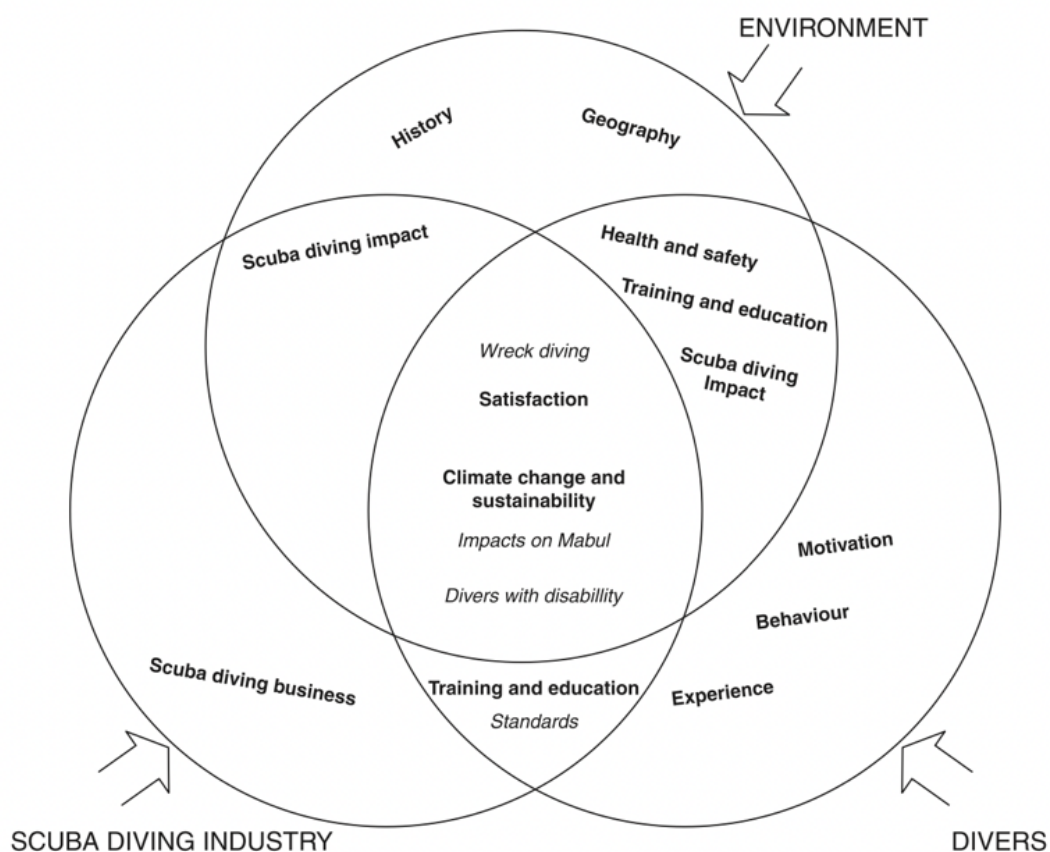 ENVIRONMENT
History
Geography
Scuba diving impact
Health and safety
Training and education
Scuba diving
Impact
Wreck diving
Satisfaction
Climate change and
sustainability
Impacts on Mabul
Divers with disabillity
Motivation
Behaviour
Experience
Scuba diving business
Training and education
Standards
SCUBA DIVING INDUSTRY
DIVERS